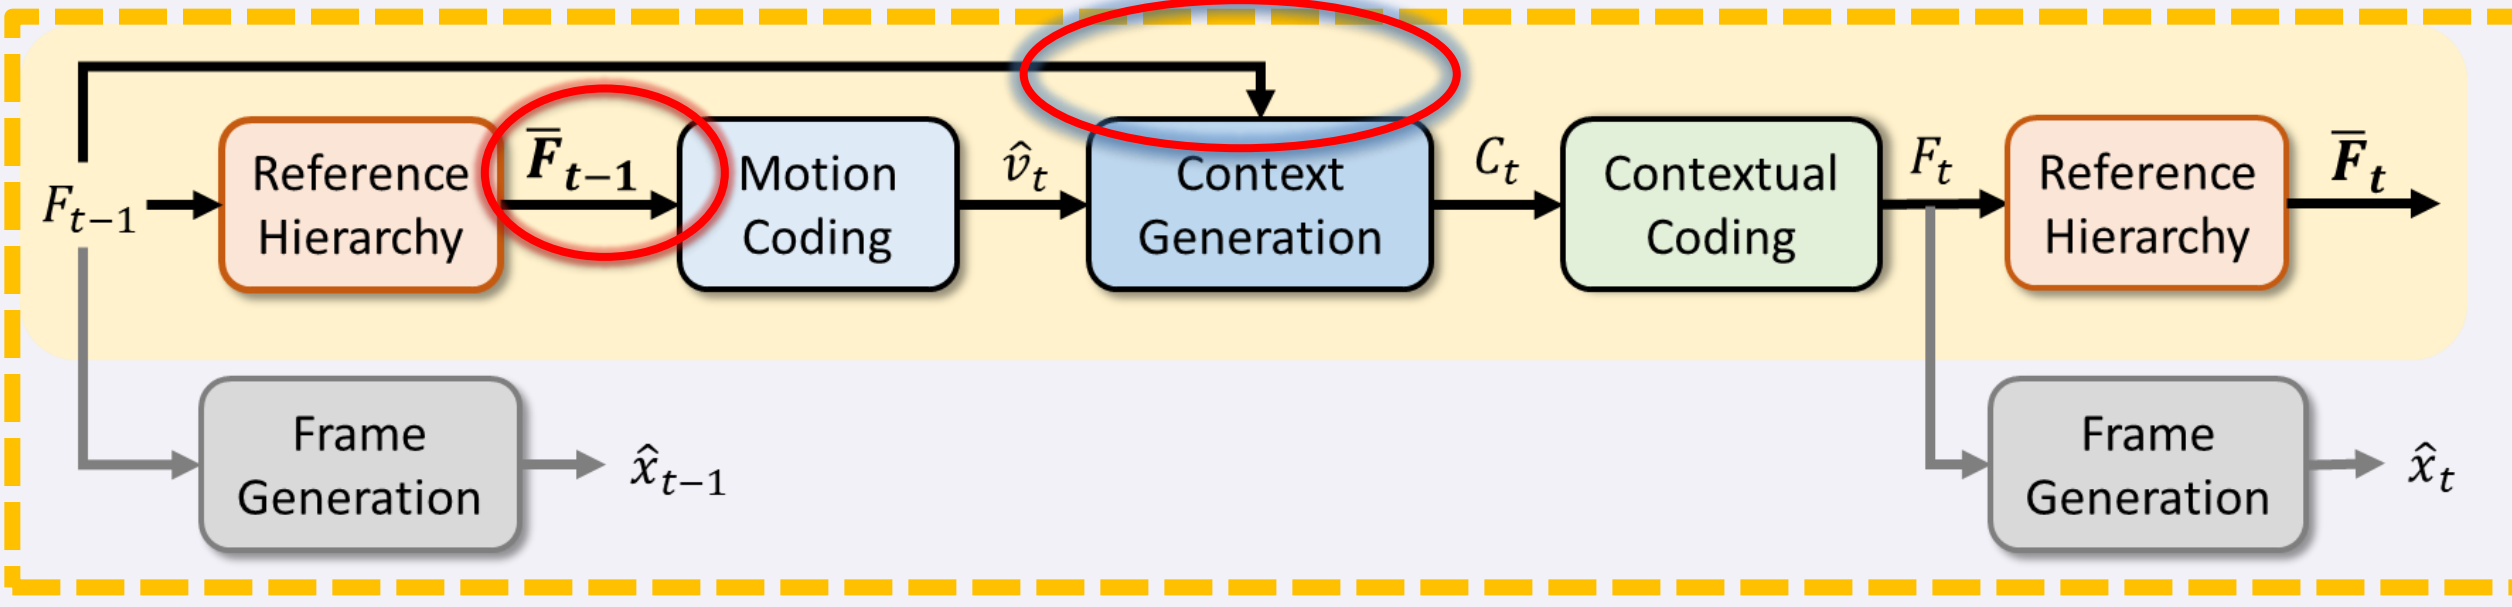 F_{t−1}
Reference
Hierarchy
F̅_{t−1}
Motion
Coding
v̂_t
Context
Generation
C_t
Contextual
Coding
F_t
Reference
Hierarchy
F̅_t
Frame
Generation
x̂_{t−1}
Frame
Generation
x̂_t